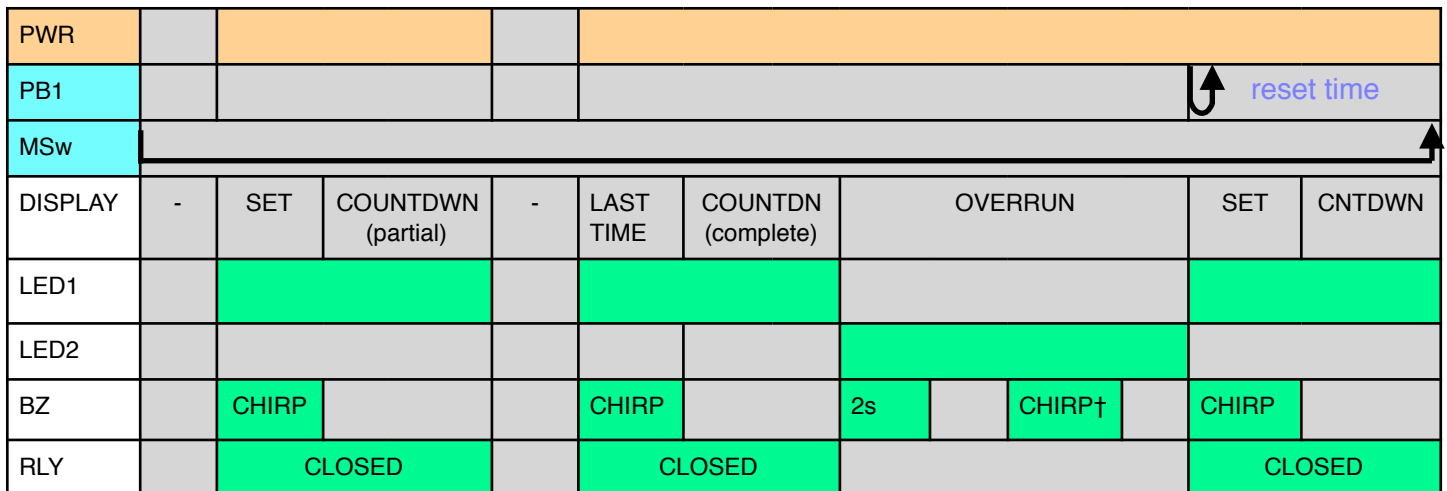 PWR
PB1 reset time
MSw
DISPLAY - SET COUNTDWN - LAST COUNTDN OVERRUN SET CNTDWN
(partial) TIME (complete)
LED1
LED2
BZ CHIRP CHIRP 2s CHIRP† CHIRP
RLY CLOSED CLOSED CLOSED